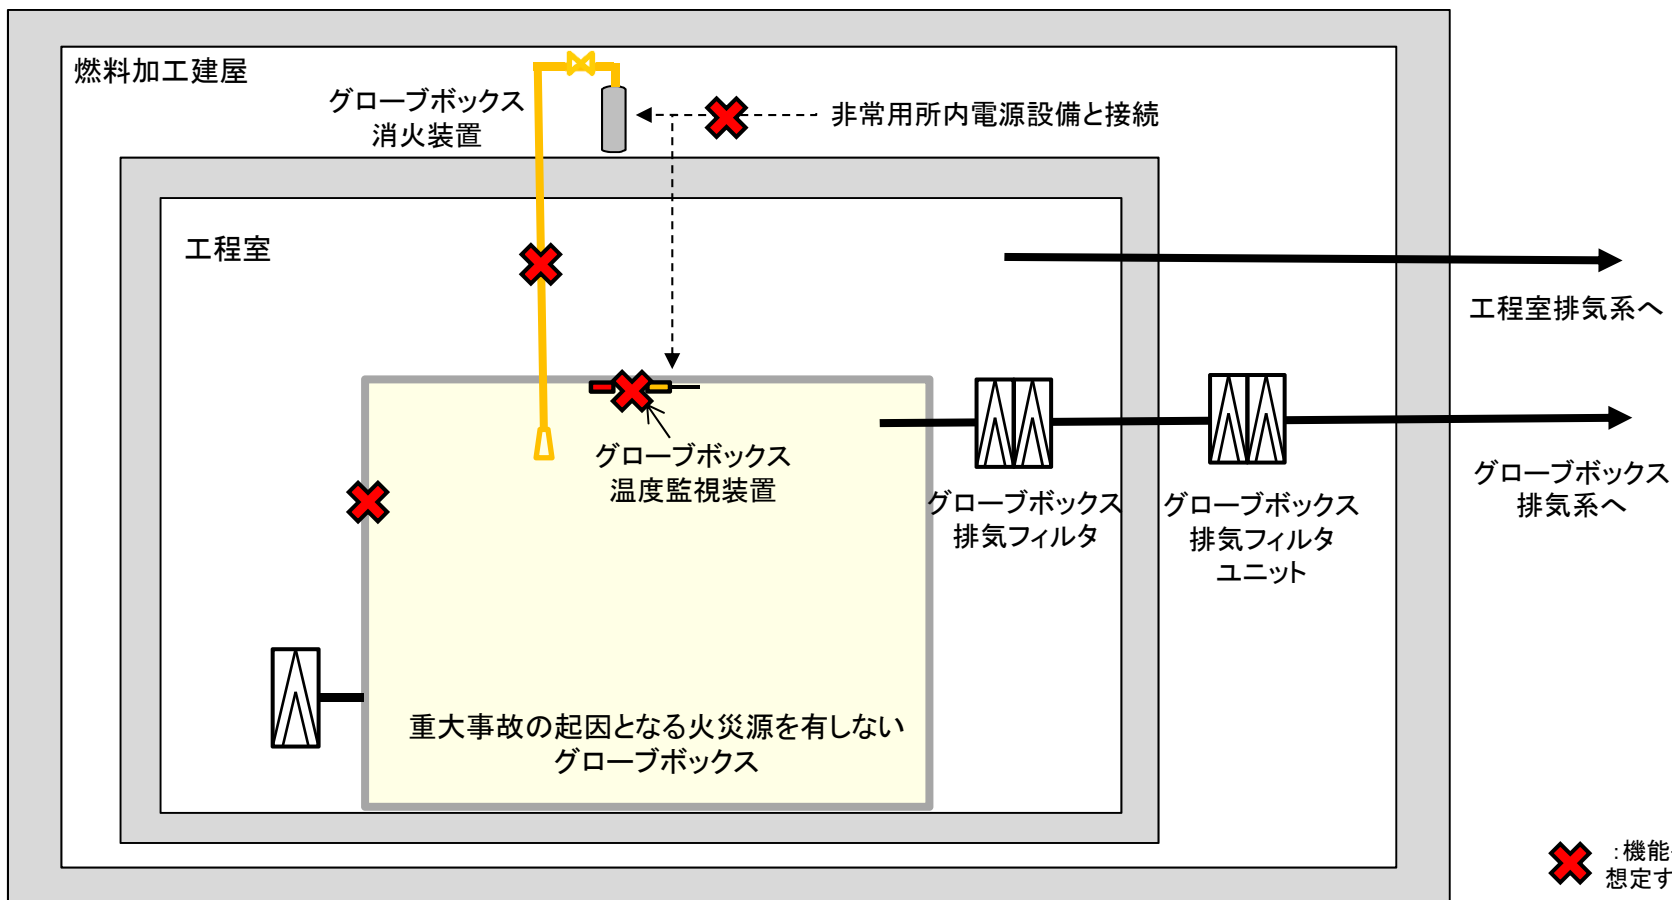 燃料加工建屋
グローブボックス
消火装置
非常用所内電源設備と接続
工程室
工程室排気系へ
グローブボックス
温度監視装置
グローブボックス
排気フィルタ
グローブボックス
排気フィルタ
ユニット
グローブボックス
排気系へ
重大事故の起因となる火災源を有しない
グローブボックス
:機能
想定す